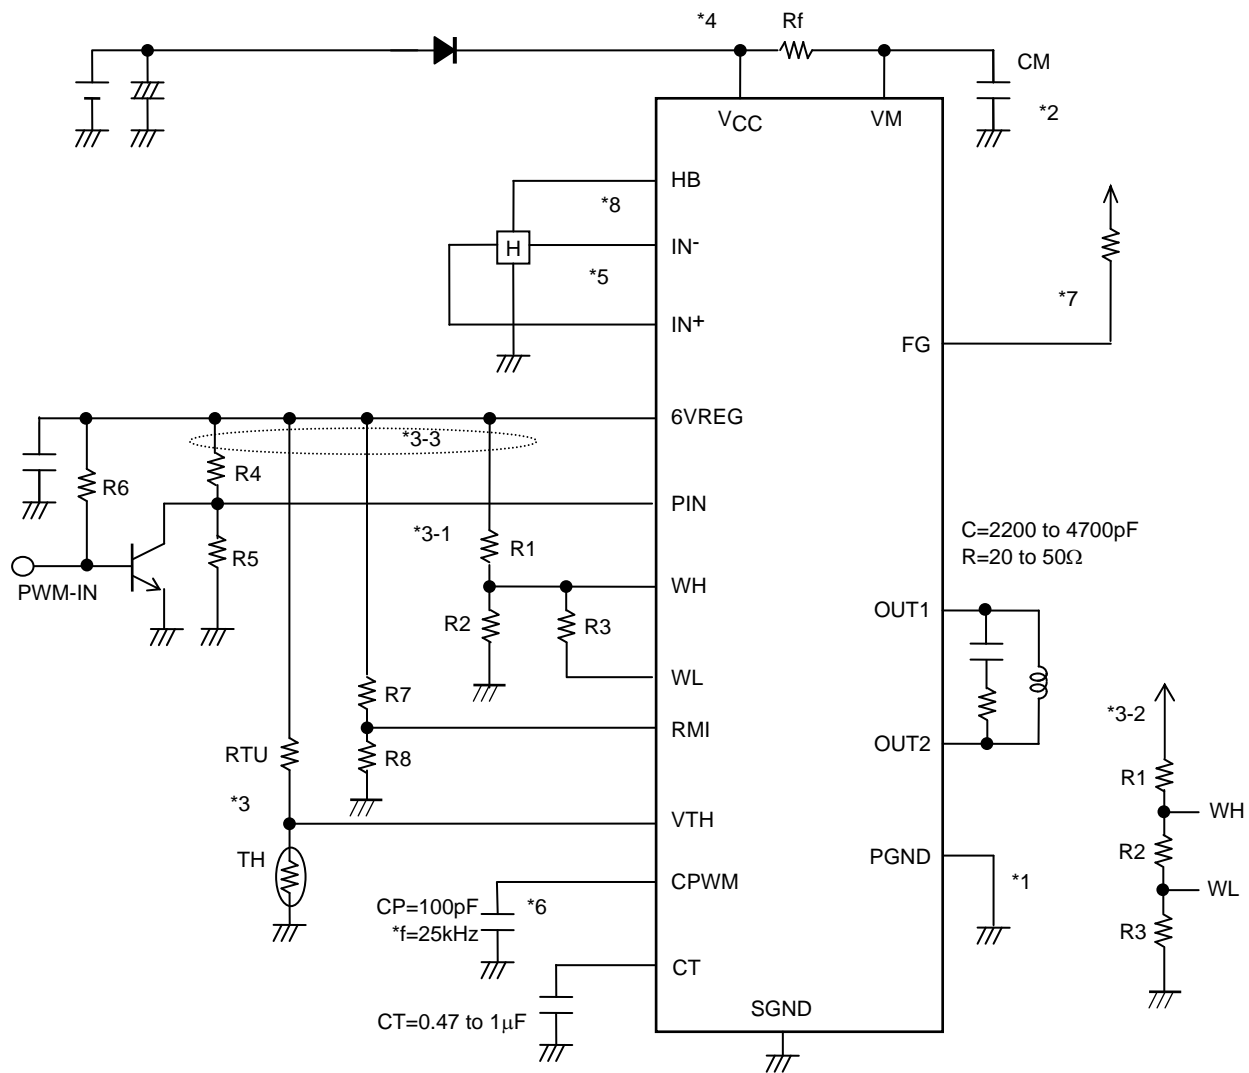 *4
Rf
CM
*2
VCC
VM
HB
*8
IN-
H
*5
IN+
*7
FG
6VREG
*3-3
R4
R6
PIN
*3-1
R1
R5
PWM-IN
WH
R2
R3
C=2200 to 4700pF
R=20 to 50Ω
OUT1
WL
R7
RMI
R8
OUT2
*3-2
RTU
*3
R1
WH
VTH
R2
TH
PGND
*1
WL
CPWM
CP=100pF
*6
*f=25kHz
R3
CT
CT=0.47 to 1μF
SGND